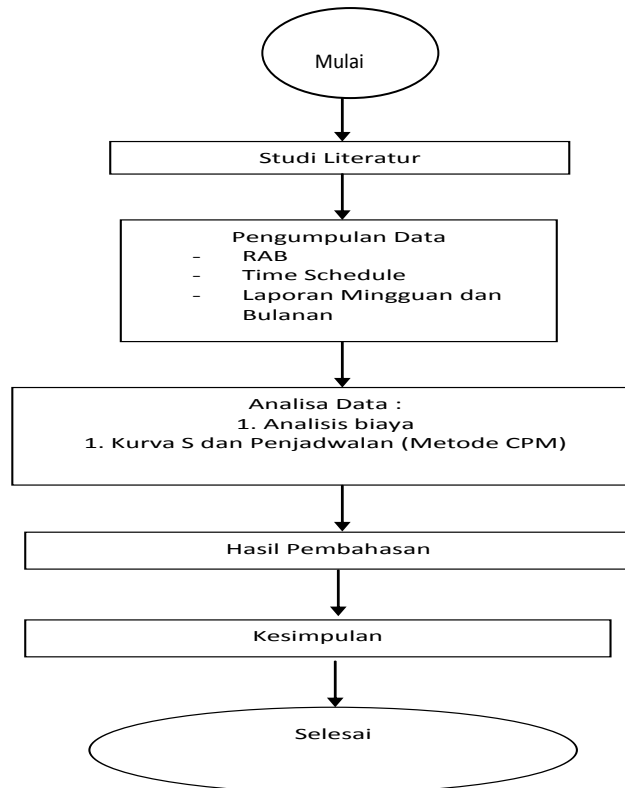 Mulai
Studi Literatur
Pengumpulan Data
- RAB
- Time Schedule
- Laporan Mingguan dan
Bulanan
Analisa Data :
1. Analisis biaya
1. Kurva S dan Penjadwalan (Metode CPM)
Hasil Pembahasan
Kesimpulan
Selesai